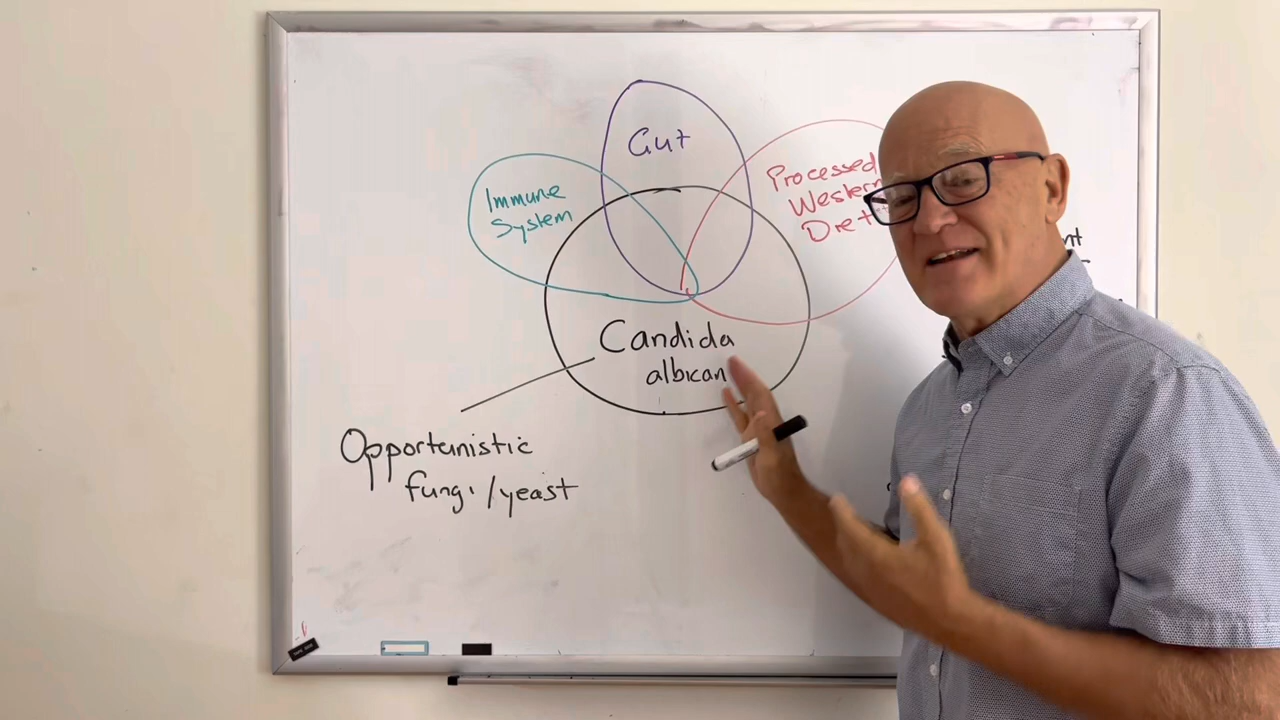 Gut
Immune
System
Processed
Western
Diet
Candida
albican
Opportunistic
fungi/yeast